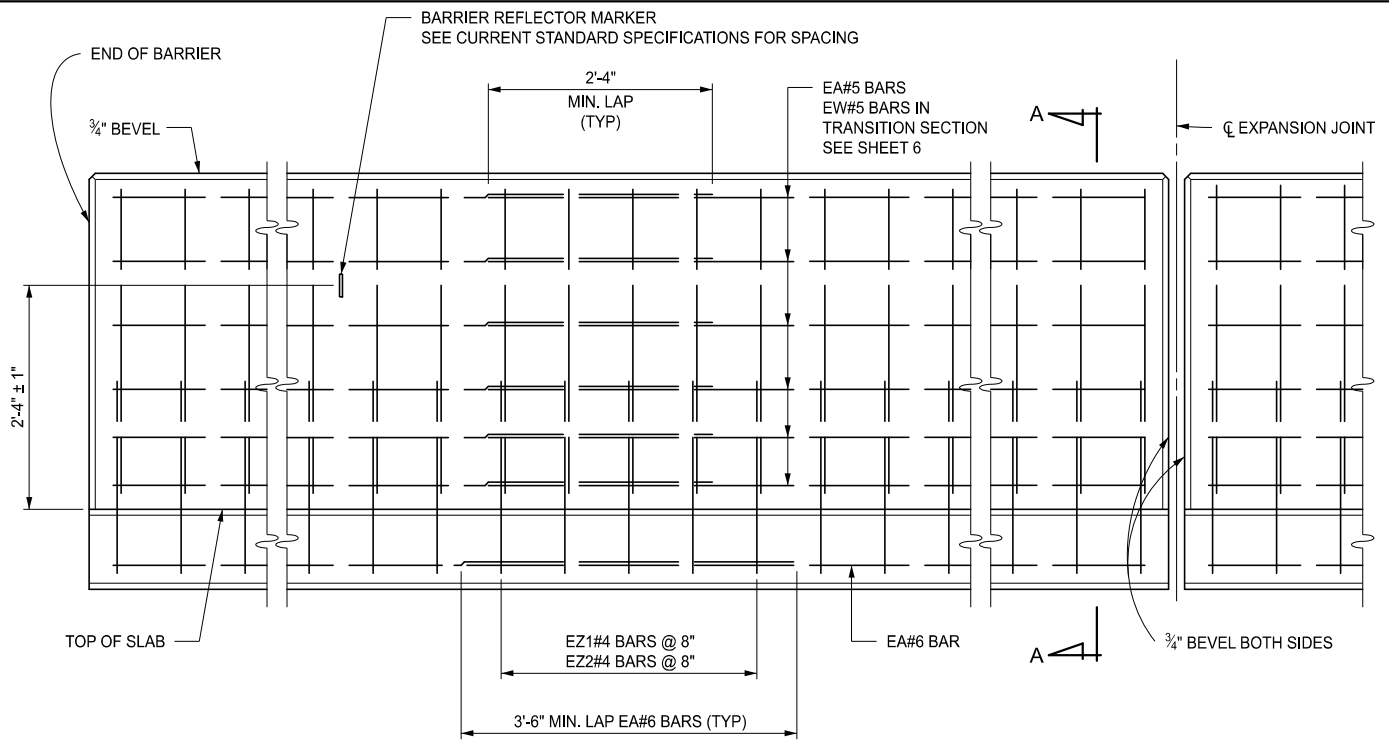 BARRIER REFLECTOR MARKER
SEE CURRENT STANDARD SPECIFICATIONS FOR SPACING
END OF BARRIER
2'-4"
MIN. LAP
(TYP)
EA#5 BARS
EW#5 BARS IN
TRANSITION SECTION
SEE SHEET 6
A
℄ EXPANSION JOINT
¾" BEVEL
2'-4" ± 1"
TOP OF SLAB
EZ1#4 BARS @ 8"
EZ2#4 BARS @ 8"
EA#6 BAR
A
¾" BEVEL BOTH SIDES
3'-6" MIN. LAP EA#6 BARS (TYP)